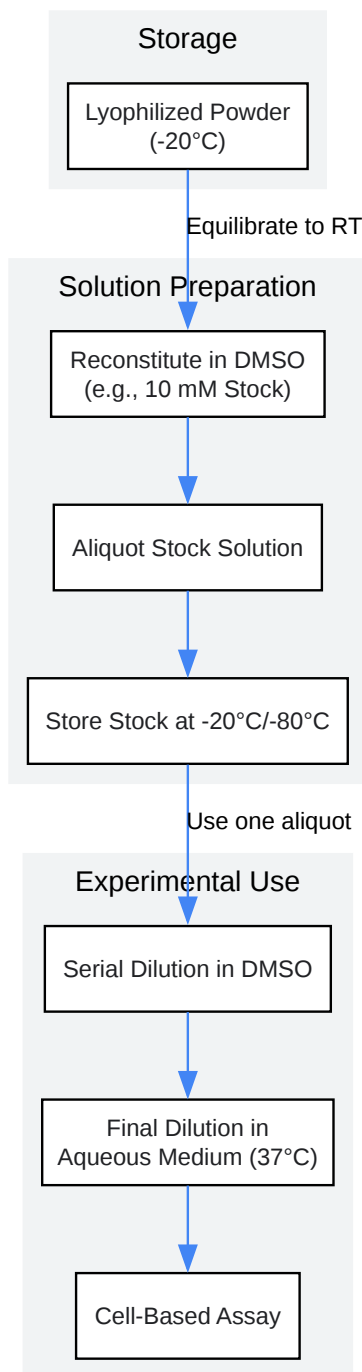 Storage
Lyophilized Powder
(-20°C)
Equilibrate to RT
Solution Preparation
Reconstitute in DMSO
(e.g., 10 mM Stock)
Aliquot Stock Solution
Store Stock at -20°C/-80°C
Use one aliquot
Experimental Use
Serial Dilution in DMSO
Final Dilution in
Aqueous Medium (37°C)
Cell-Based Assay